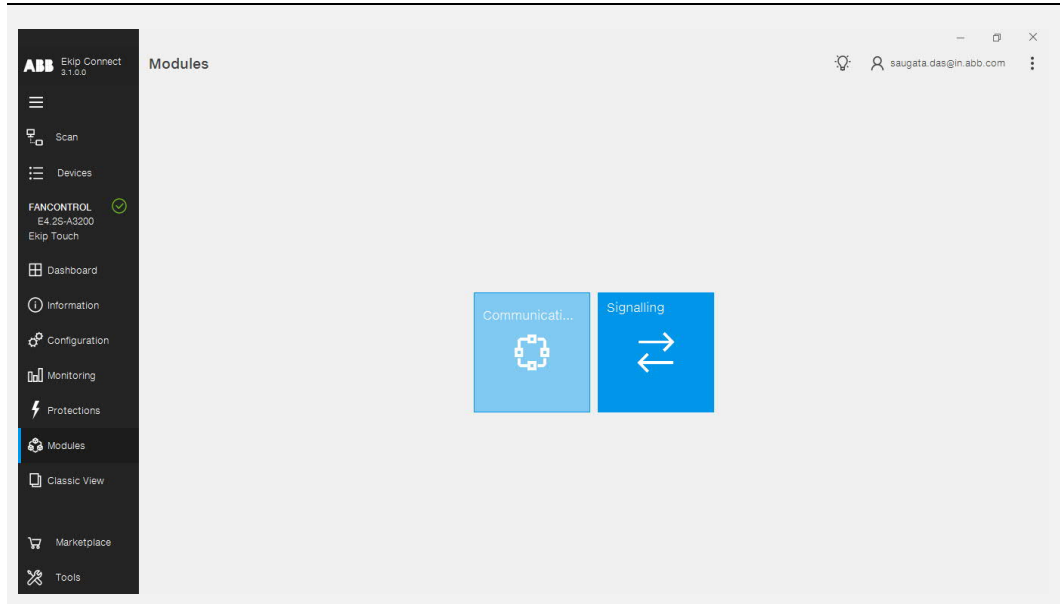 ABB Ekip Connect
3.1.0.0
Modules
saugata.das@in.abb.com
Scan
Devices
FANCONTROL
E4.2S-A3200
Ekip Touch
Dashboard
Information
Configuration
Monitoring
Protections
Modules
Classic View
Marketplace
Tools
Communicati...
Signalling